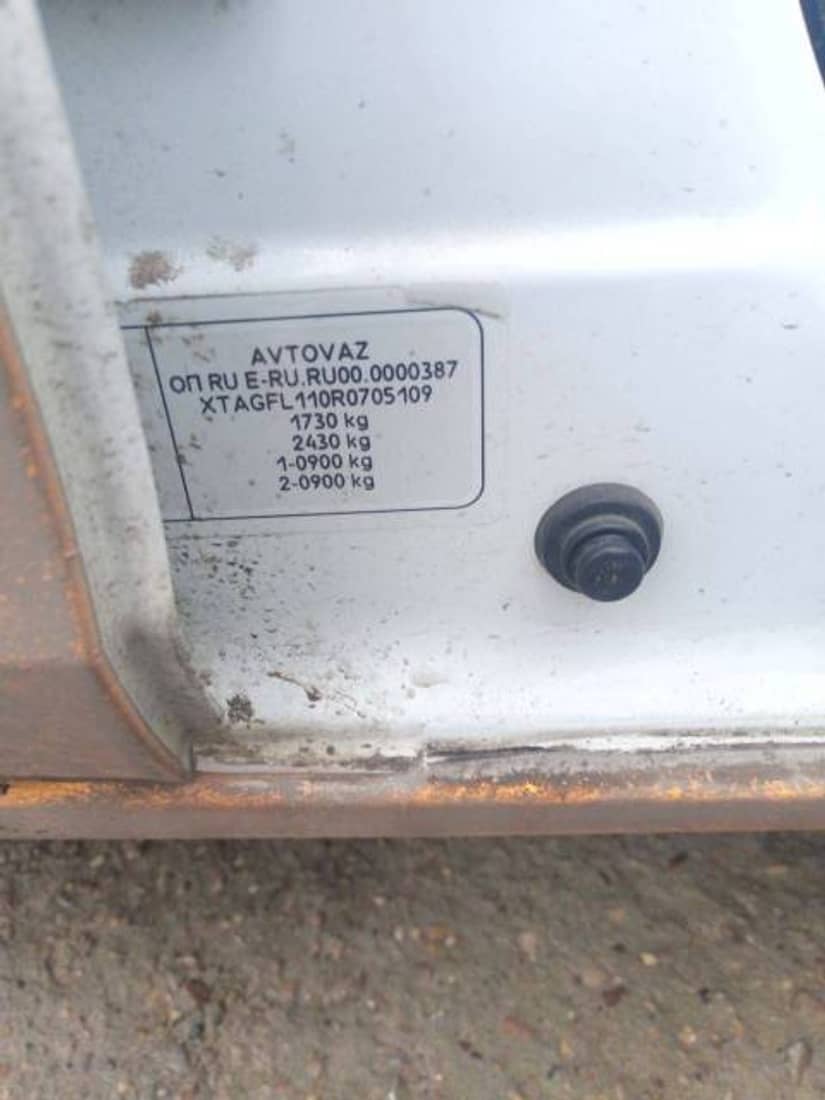 AVTOVAZ
ОП RU E-RU.RU00.0000387
XTAGFL110R0705109
1730 kg
2430 kg
1-0900 kg
2-0900 kg